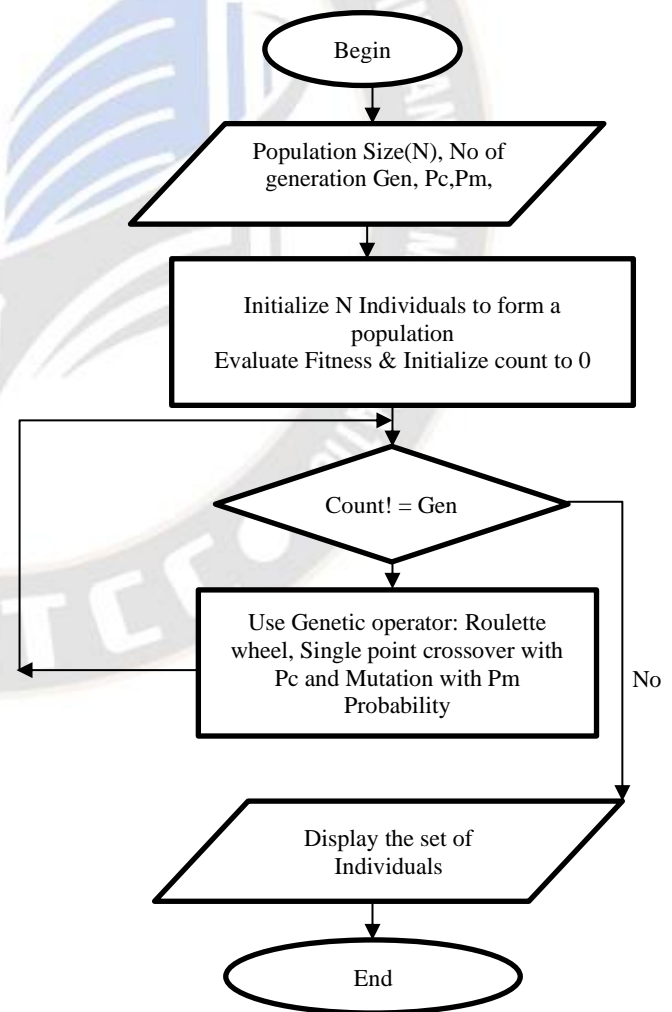 Begin
Population Size(N), No of
generation Gen, Pc,Pm,
Initialize N Individuals to form a
population
Evaluate Fitness & Initialize count to 0
Count! = Gen
Use Genetic operator: Roulette
wheel, Single point crossover with
Pc and Mutation with Pm
Probability
No
Display the set of
Individuals
End